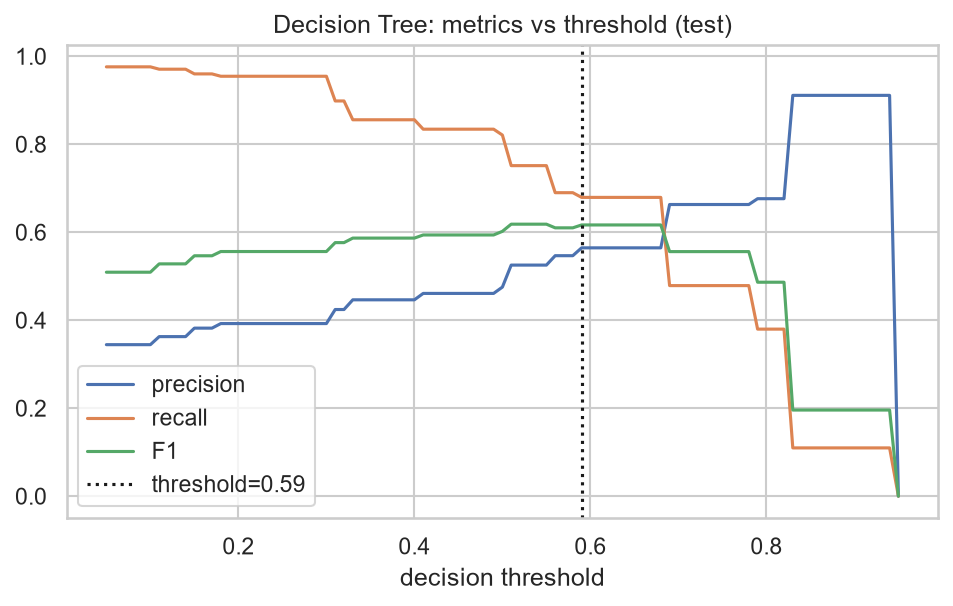 Decision Tree: metrics vs threshold (test)
1.0
0.8
0.6
0.4
0.2
0.0
precision
recall
F1
threshold=0.59
0.2 0.4 0.6 0.8
decision threshold